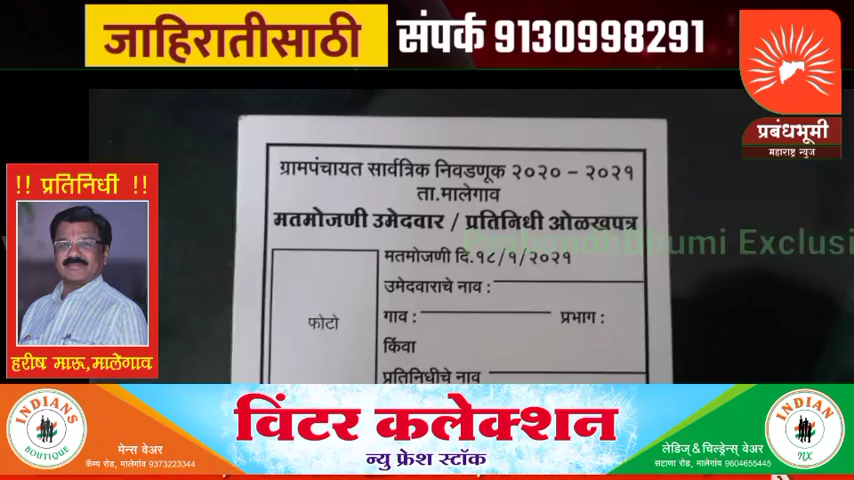 जाहिरातीसाठी संपर्क 9130998291
प्रबंधभूमी
महाराष्ट्र न्युज
!! प्रतिनिधी !!
हरीष मारू,मालेगाव
ग्रामपंचायत सार्वत्रिक निवडणूक २०२० – २०२१
ता.मालेगाव
मतमोजणी उमेदवार / प्रतिनिधी ओळखपत्र
PrabandhBhumi Exclusi
मतमोजणी दि.१८/१/२०२१
उमेदवाराचे नाव :
गाव : प्रभाग :
फोटो
किंवा
प्रतिनिधीचे नाव
INDIANS
BOUTIQUE
मेन्स वेअर
कॅम्प रोड, मालेगांव 9373223344
विंटर कलेक्शन
न्यु फ्रेश स्टॉक
लेडिज् & चिल्ड्रेन्स् वेअर
सटाणा रोड, मालेगांव 9604655445
INDIAN
NX